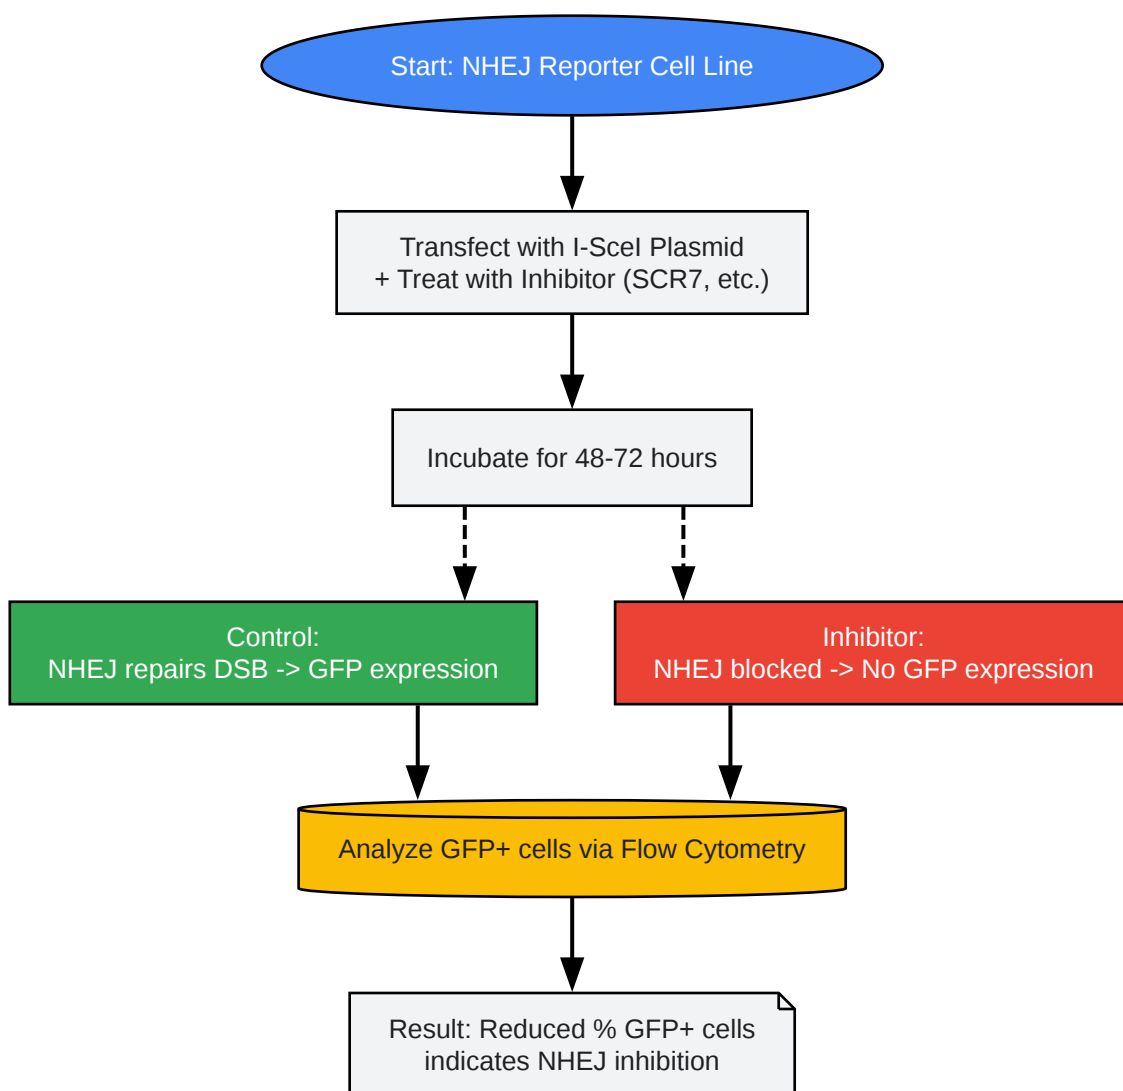 Start: NHEJ Reporter Cell Line
Transfect with I-SceI Plasmid
+ Treat with Inhibitor (SCR7, etc.)
Incubate for 48-72 hours
Control:
NHEJ repairs DSB -> GFP expression
Inhibitor:
NHEJ blocked -> No GFP expression
Analyze GFP+ cells via Flow Cytometry
Result: Reduced % GFP+ cells
indicates NHEJ inhibition